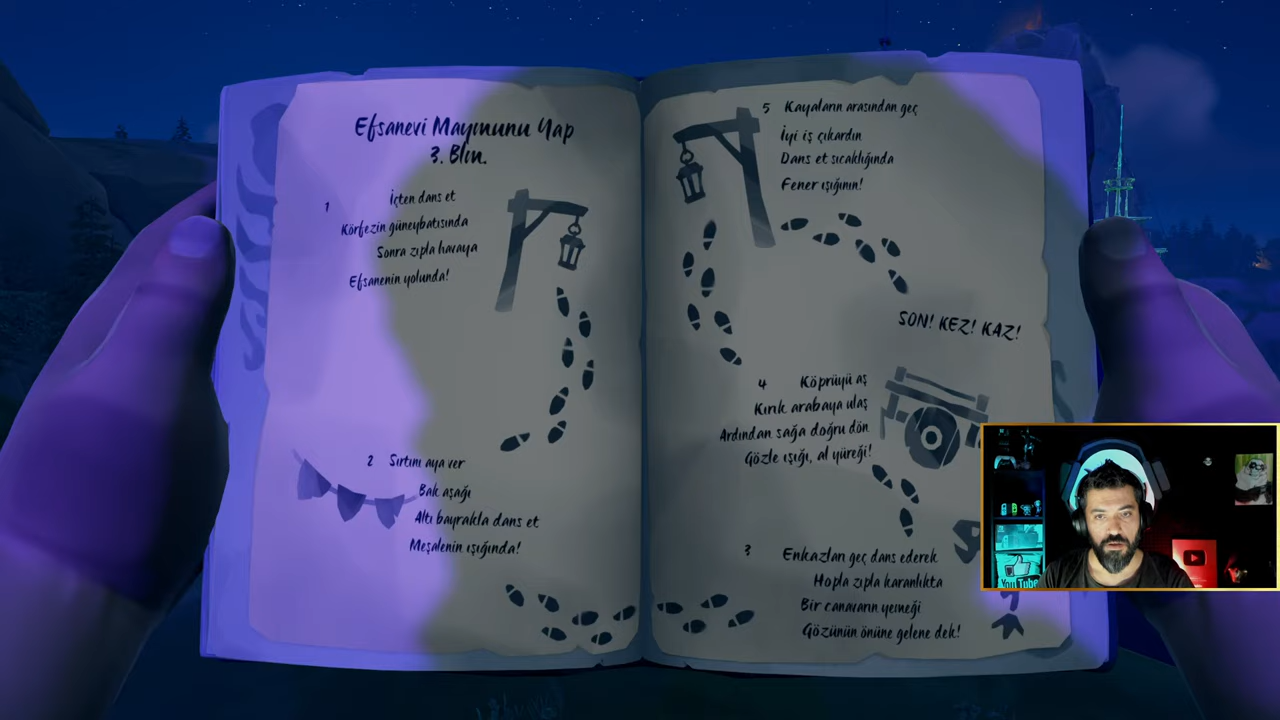 Efsanevi Maymunu Yap
3. Blm.
1 İçten dans et
Körfezin güneybatısında
Sonra zıpla havaya
Efsanenin yolunda!
2 Sırtını aya ver
Bak aşağı
Altı bayrakla dans et
Meşalenin ışığında!
3 Enkazdan geç dans ederek
Hopla zıpla karanlıkta
Bir canavarın yemeği
Gözünün önüne gelene dek!
4 Köprüyü aş
Kırık arabaya ulaş
Ardından sağa doğru dön
Gözle ışığı, al yüreği!
5 Kayaların arasından geç
İyi iş çıkardın
Dans et sıcaklığında
Fener ışığının!
SON! KEZ! KAZ!
YouTube